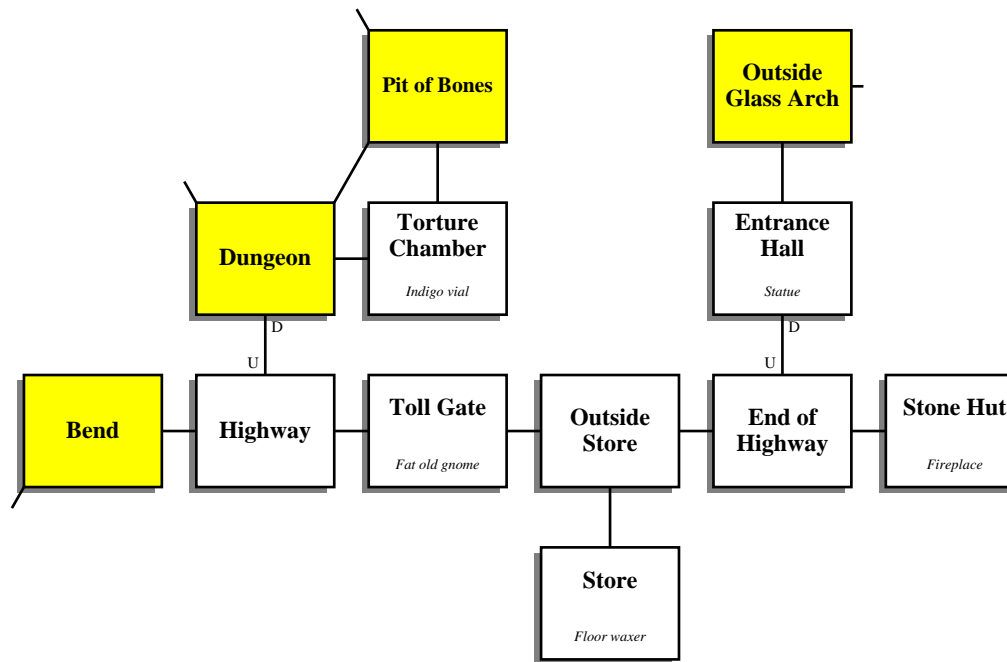 Pit of Bones
Outside
Glass Arch
Dungeon
Torture
Chamber
Indigo vial
Entrance
Hall
Statue
D
U
D
U
Bend
Highway
Toll Gate
Fat old gnome
Outside
Store
End of
Highway
Stone Hut
Fireplace
Store
Floor waxer